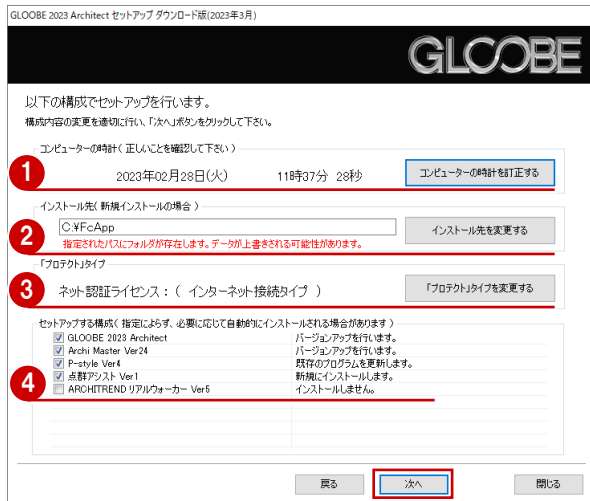 GLOOBE 2023 Architect セットアップ ダウンロード版(2023年3月)
GLOOBE
以下の構成でセットアップを行います。
構成内容の変更を適切に行い、「次へ」ボタンをクリックして下さい。
コンピューターの時計( 正しいことを確認して下さい )
1
2023年02月28日(火) 11時37分 28秒
コンピューターの時計を訂正する
インストール先( 新規インストールの場合 )
2
C:¥FcApp
インストール先を変更する
指定されたパスにフォルダが存在します。データが上書きされる可能性があります。
「プロテクト」タイプ
3
ネット認証ライセンス : ( インターネット接続タイプ )
「プロテクト」タイプを変更する
セットアップする構成( 指定によらず、必要に応じて自動的にインストールされる場合があります )
GLOOBE 2023 Architect バージョンアップを行います。
Archi Master Ver24 バージョンアップを行います。
P-style Ver4 既存のプログラムを更新します。
4
点群アシスト Ver1 新規にインストールします。
ARCHITREND リアルウォーカー Ver5 インストールしません。
戻る 次へ 閉じる